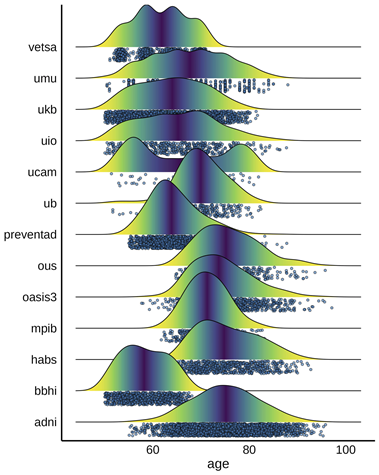 vetsa
umu
ukb
uio
ucam
ub
preventad
ous
oasis3
mpib
habs
bbhi
adni
60 80 100
age